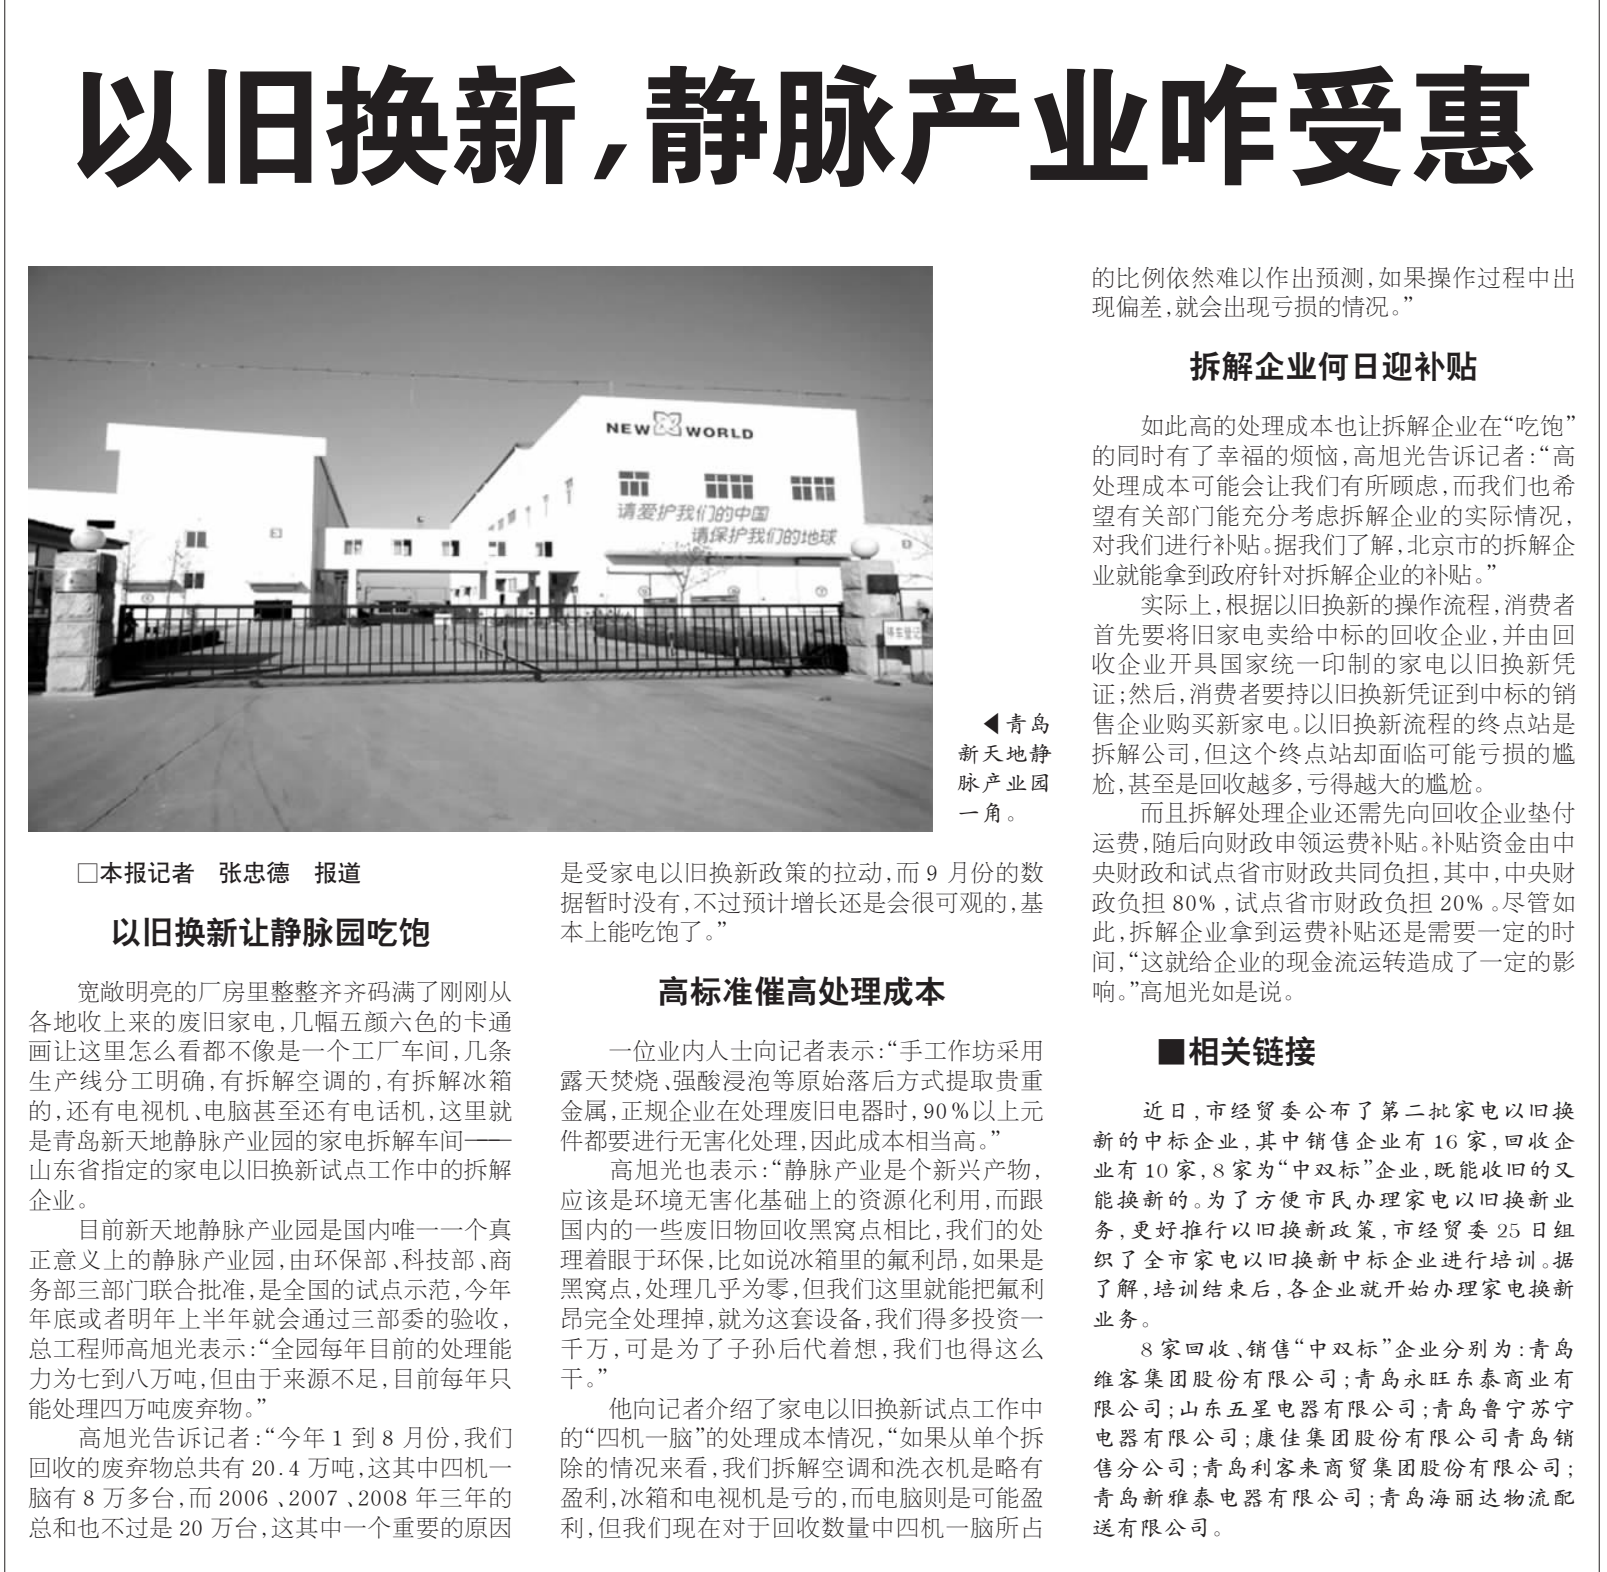 以旧换新，静脉产业咋受惠
NEW WORLD
请爱护我们的中国
请保护我们的地球
停车登记
◀青岛
新天地静
脉产业园
一角。
□本报记者　张忠德　报道
以旧换新让静脉园吃饱
宽敞明亮的厂房里整整齐齐码满了刚刚从
各地收上来的废旧家电，几幅五颜六色的卡通
画让这里怎么看都不像是一个工厂车间，几条
生产线分工明确，有拆解空调的，有拆解冰箱
的，还有电视机、电脑甚至还有电话机，这里就
是青岛新天地静脉产业园的家电拆解车间——
山东省指定的家电以旧换新试点工作中的拆解
企业。
目前新天地静脉产业园是国内唯一一个真
正意义上的静脉产业园，由环保部、科技部、商
务部三部门联合批准，是全国的试点示范，今年
年底或者明年上半年就会通过三部委的验收，
总工程师高旭光表示：“全园每年目前的处理能
力为七到八万吨，但由于来源不足，目前每年只
能处理四万吨废弃物。”
高旭光告诉记者：“今年 1 到 8 月份，我们
回收的废弃物总共有 20.4 万吨，这其中四机一
脑有 8 万多台，而 2006、2007、2008 年三年的
总和也不过是 20 万台，这其中一个重要的原因
是受家电以旧换新政策的拉动，而 9 月份的数
据暂时没有，不过预计增长还是会很可观的，基
本上能吃饱了。”
高标准催高处理成本
一位业内人士向记者表示：“手工作坊采用
露天焚烧、强酸浸泡等原始落后方式提取贵重
金属，正规企业在处理废旧电器时，90%以上元
件都要进行无害化处理，因此成本相当高。”
高旭光也表示：“静脉产业是个新兴产物，
应该是环境无害化基础上的资源化利用，而跟
国内的一些废旧物回收黑窝点相比，我们的处
理着眼于环保，比如说冰箱里的氟利昂，如果是
黑窝点，处理几乎为零，但我们这里就能把氟利
昂完全处理掉，就为这套设备，我们得多投资一
千万，可是为了子孙后代着想，我们也得这么
干。”
他向记者介绍了家电以旧换新试点工作中
的“四机一脑”的处理成本情况，“如果从单个拆
除的情况来看，我们拆解空调和洗衣机是略有
盈利，冰箱和电视机是亏的，而电脑则是可能盈
利，但我们现在对于回收数量中四机一脑所占
的比例依然难以作出预测，如果操作过程中出
现偏差，就会出现亏损的情况。”
拆解企业何日迎补贴
如此高的处理成本也让拆解企业在“吃饱”
的同时有了幸福的烦恼，高旭光告诉记者：“高
处理成本可能会让我们有所顾虑，而我们也希
望有关部门能充分考虑拆解企业的实际情况，
对我们进行补贴。据我们了解，北京市的拆解企
业就能拿到政府针对拆解企业的补贴。”
实际上，根据以旧换新的操作流程，消费者
首先要将旧家电卖给中标的回收企业，并由回
收企业开具国家统一印制的家电以旧换新凭
证；然后，消费者要持以旧换新凭证到中标的销
售企业购买新家电。以旧换新流程的终点站是
拆解公司，但这个终点站却面临可能亏损的尴
尬，甚至是回收越多，亏得越大的尴尬。
而且拆解处理企业还需先向回收企业垫付
运费，随后向财政申领运费补贴。补贴资金由中
央财政和试点省市财政共同负担，其中，中央财
政负担 80%，试点省市财政负担 20%。尽管如
此，拆解企业拿到运费补贴还是需要一定的时
间，“这就给企业的现金流运转造成了一定的影
响。”高旭光如是说。
■相关链接
近日，市经贸委公布了第二批家电以旧换
新的中标企业，其中销售企业有 16 家，回收企
业有 10 家，8 家为“中双标”企业，既能收旧的又
能换新的。为了方便市民办理家电以旧换新业
务，更好推行以旧换新政策，市经贸委 25 日组
织了全市家电以旧换新中标企业进行培训。据
了解，培训结束后，各企业就开始办理家电换新
业务。
8 家回收、销售“中双标”企业分别为：青岛
维客集团股份有限公司；青岛永旺东泰商业有
限公司；山东五星电器有限公司；青岛鲁宁苏宁
电器有限公司；康佳集团股份有限公司青岛销
售分公司；青岛利客来商贸集团股份有限公司；
青岛新雅泰电器有限公司；青岛海丽达物流配
送有限公司。